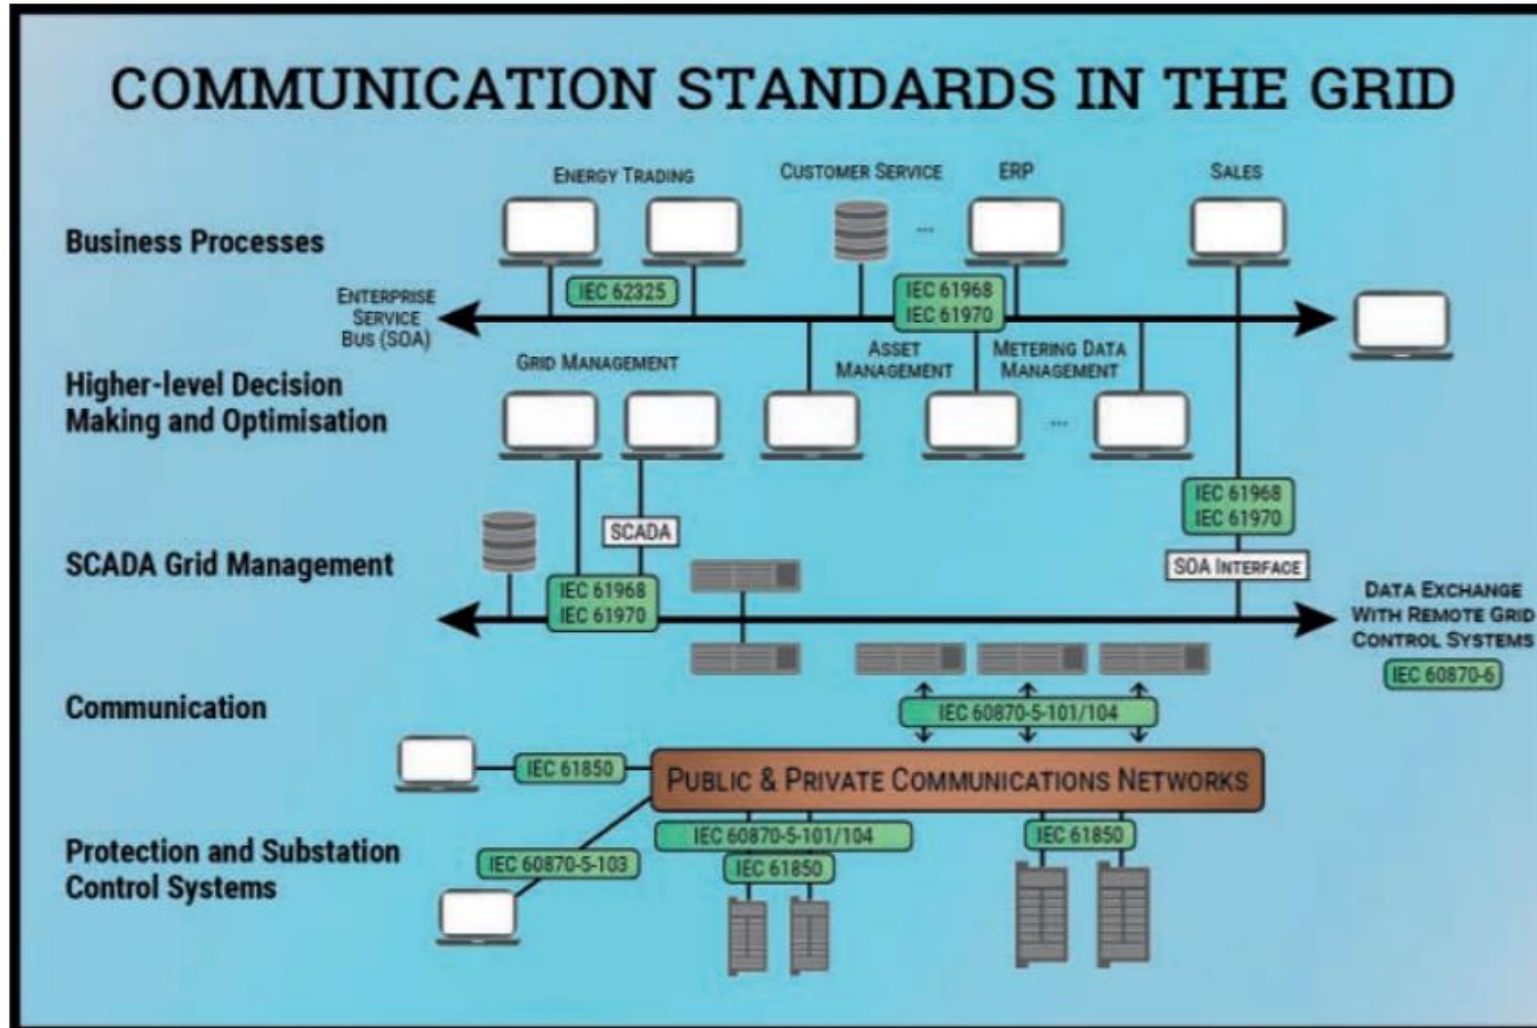 COMMUNICATION STANDARDS IN THE GRID
ENERGY TRADING
CUSTOMER SERVICE
ERP
SALES
Business Processes
...
IEC 62325
IEC 61968
IEC 61970
ENTERPRISE
SERVICE
BUS (SOA)
GRID MANAGEMENT
ASSET
MANAGEMENT
METERING DATA
MANAGEMENT
Higher-level Decision
Making and Optimisation
...
IEC 61968
IEC 61970
SCADA
SOA INTERFACE
SCADA Grid Management
IEC 61968
IEC 61970
DATA EXCHANGE
WITH REMOTE GRID
CONTROL SYSTEMS
IEC 60870-6
Communication
IEC 60870-5-101/104
IEC 61850
PUBLIC & PRIVATE COMMUNICATIONS NETWORKS
IEC 60870-5-101/104
IEC 61850
IEC 61850
Protection and Substation
Control Systems
IEC 60870-5-103